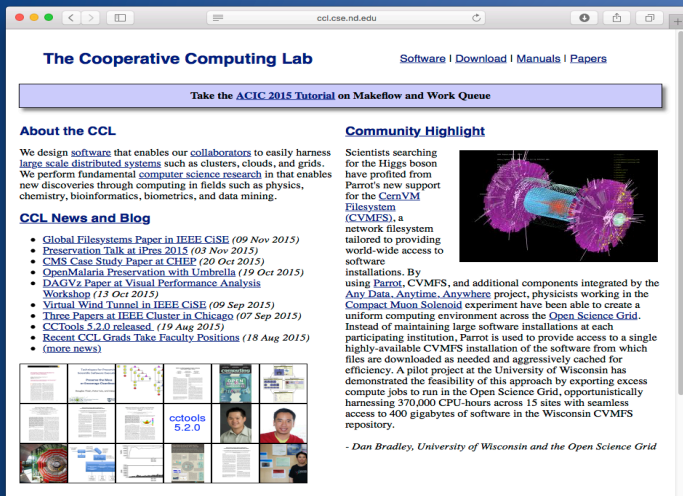 ccl.cse.nd.edu
The Cooperative Computing Lab
Software | Download | Manuals | Papers
Take the ACIC 2015 Tutorial on Makeflow and Work Queue
About the CCL
We design software that enables our collaborators to easily harness
large scale distributed systems such as clusters, clouds, and grids.
We perform fundamental computer science research in that enables
new discoveries through computing in fields such as physics,
chemistry, bioinformatics, biometrics, and data mining.
CCL News and Blog
Global Filesystems Paper in IEEE CiSE (09 Nov 2015)
Preservation Talk at iPres 2015 (03 Nov 2015)
CMS Case Study Paper at CHEP (20 Oct 2015)
OpenMalaria Preservation with Umbrella (19 Oct 2015)
DAGVz Paper at Visual Performance Analysis
Workshop (13 Oct 2015)
Virtual Wind Tunnel in IEEE CiSE (09 Sep 2015)
Three Papers at IEEE Cluster in Chicago (07 Sep 2015)
CCTools 5.2.0 released (19 Aug 2015)
Recent CCL Grads Take Faculty Positions (18 Aug 2015)
(more news)
cctools
5.2.0
Community Highlight
Scientists searching
for the Higgs boson
have profited from
Parrot's new support
for the CernVM
Filesystem
(CVMFS), a
network filesystem
tailored to providing
world-wide access to
software
installations. By
using Parrot, CVMFS, and additional components integrated by the
Any Data, Anytime, Anywhere project, physicists working in the
Compact Muon Solenoid experiment have been able to create a
uniform computing environment across the Open Science Grid.
Instead of maintaining large software installations at each
participating institution, Parrot is used to provide access to a single
highly-available CVMFS installation of the software from which
files are downloaded as needed and aggressively cached for
efficiency. A pilot project at the University of Wisconsin has
demonstrated the feasibility of this approach by exporting excess
compute jobs to run in the Open Science Grid, opportunistically
harnessing 370,000 CPU-hours across 15 sites with seamless
access to 400 gigabytes of software in the Wisconsin CVMFS
repository.
- Dan Bradley, University of Wisconsin and the Open Science Grid